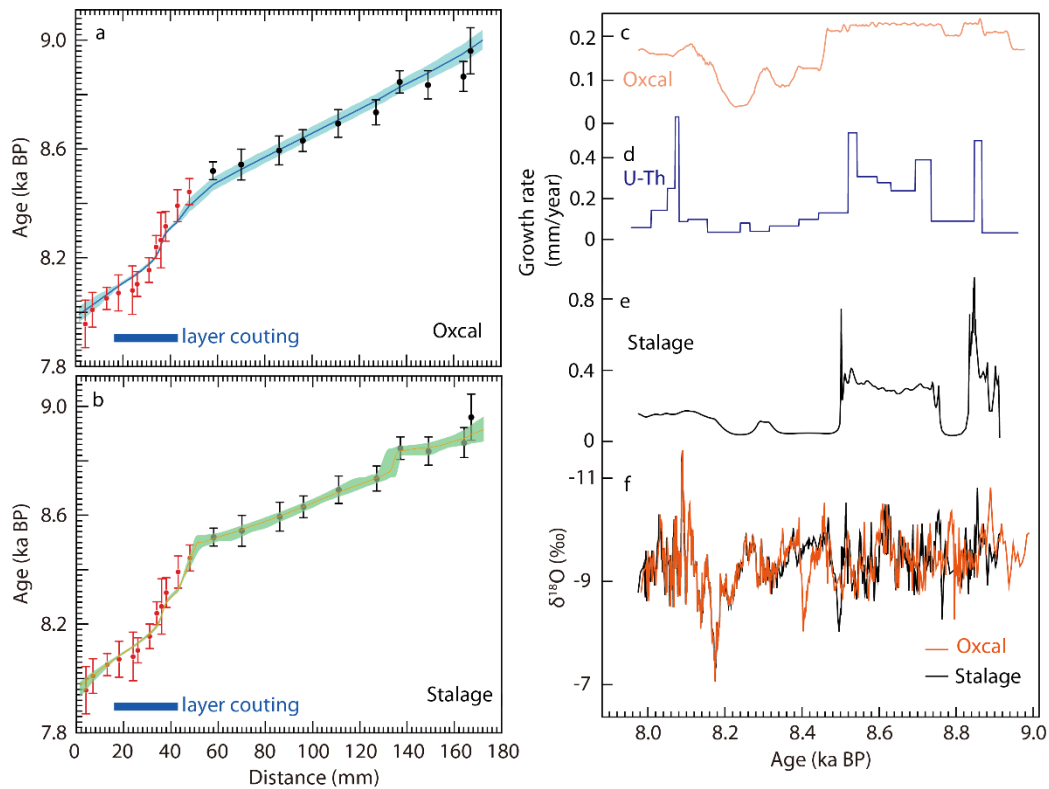 a
9.0
8.6
8.2
7.8
Age (ka BP)
layer couting
Oxcal
b
9.0
8.6
8.2
7.8
Age (ka BP)
layer couting
Stalage
0 20 40 60 80 100 120 140 160 180
Distance (mm)
c
0.2
0.1
0
Oxcal
d
U-Th
0.4
0.2
0
Growth rate
(mm/year)
e
0.8
0.4
0
Stalage
f
-11
-9
-7
δ¹⁸O (‰)
Oxcal
Stalage
8.0 8.2 8.4 8.6 8.8 9.0
Age (ka BP)